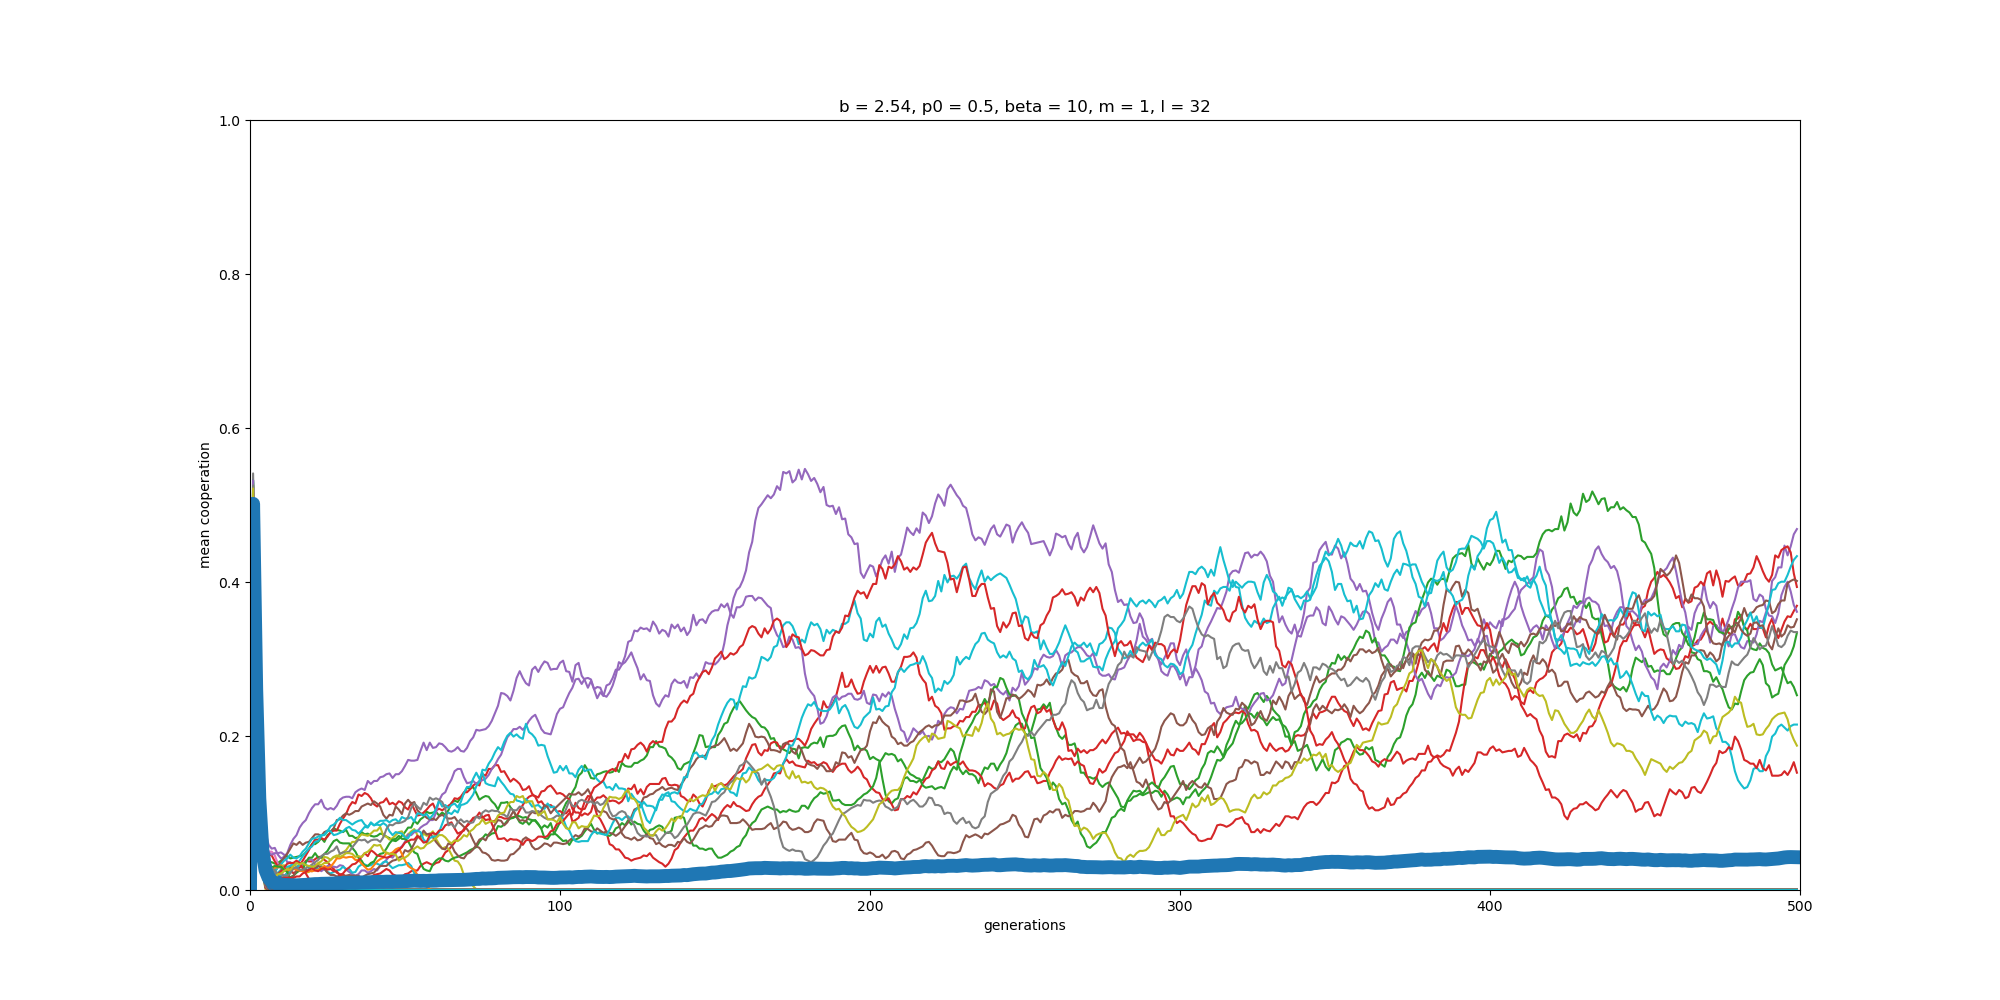 b = 2.54, p0 = 0.5, beta = 10, m = 1, l = 32
1.0
0.8
0.6
0.4
0.2
0.0
mean cooperation
0 100 200 300 400 500
generations